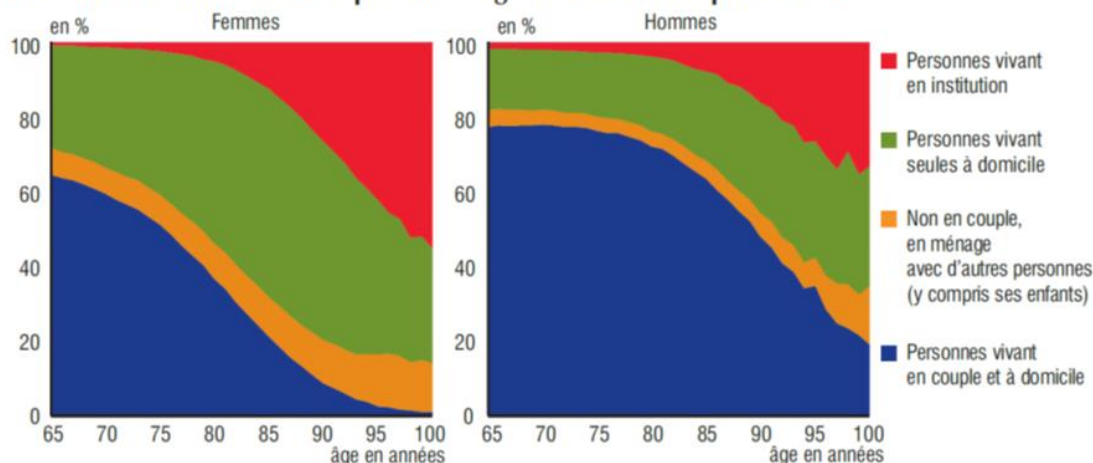 en %
Femmes
100
80
60
40
20
0
65 70 75 80 85 90 95 100
âge en années
en %
Hommes
100
80
60
40
20
0
65 70 75 80 85 90 95 100
âge en années
Personnes vivant
en institution
Personnes vivant
seules à domicile
Non en couple,
en ménage
avec d'autres personnes
(y compris ses enfants)
Personnes vivant
en couple et à domicile